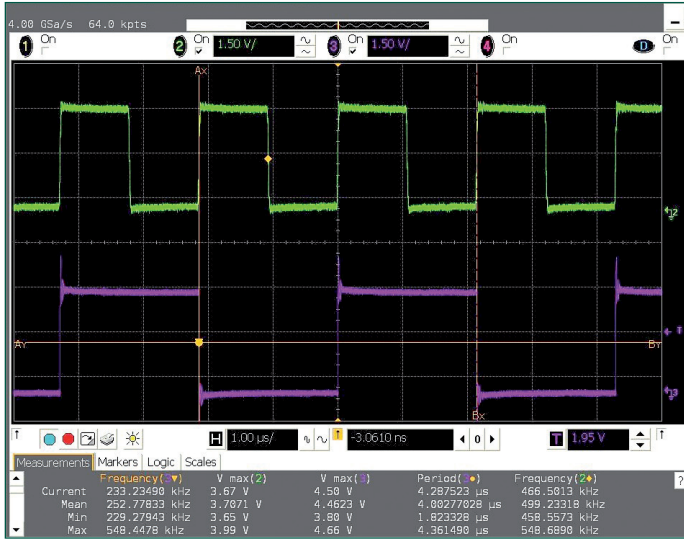 4.00 GSa/s 64.0 kpts
On On On On
1 2 1.50 V/ 3 1.50 V/ 4 D
Ax
2
T
Ay By
3
Bx
H 1.00 µs/ -3.0610 ns 0 T 1.95 V
Measurements Markers Logic Scales
Frequency(3) V max(2) V max(3) Period(3) Frequency(2)
Current 233.23490 kHz 3.67 V 4.50 V 4.287523 µs 466.5013 kHz
Mean 252.77833 kHz 3.7071 V 4.4623 V 4.00277028 µs 499.23318 kHz
Min 229.27943 kHz 3.65 V 3.80 V 1.823328 µs 458.5573 kHz
Max 548.4478 kHz 3.99 V 4.66 V 4.361490 µs 548.6890 kHz
?